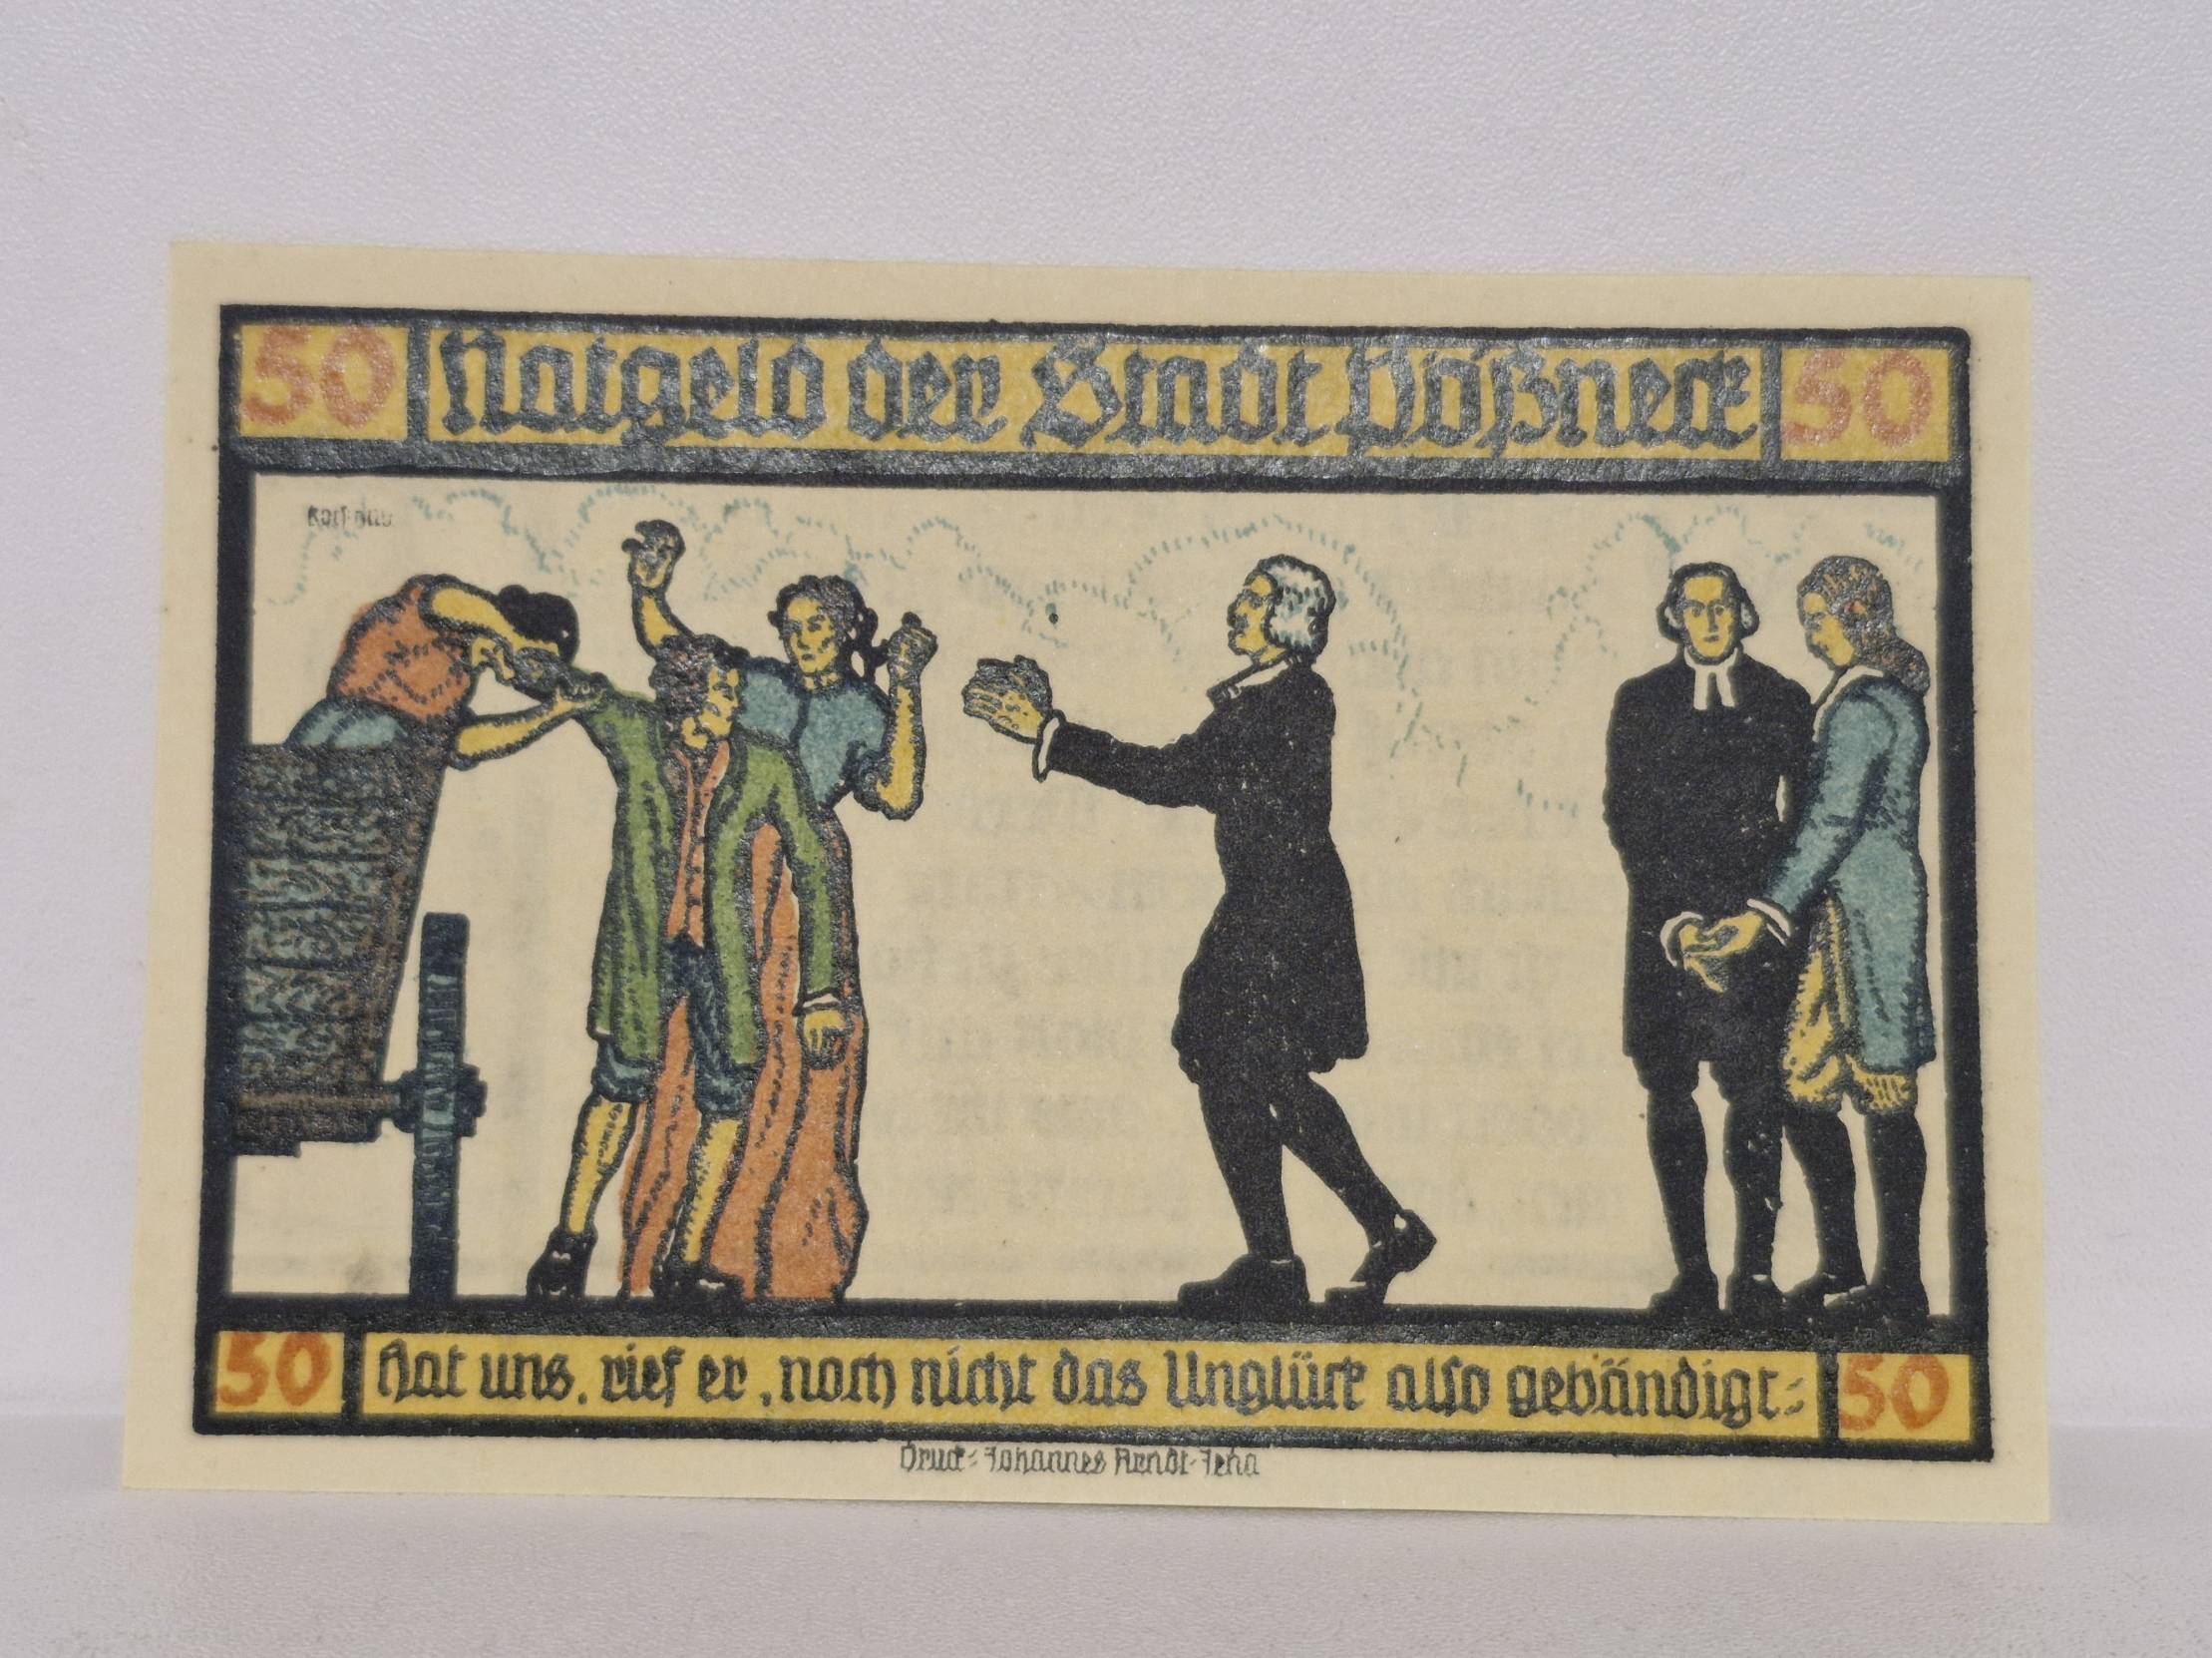 50 Notgeld der Stadt Pößneck 50
50 Hat uns, rief er, noch nicht das Unglück also gebändigt= 50
Druck= Johannes Arndt-Jena